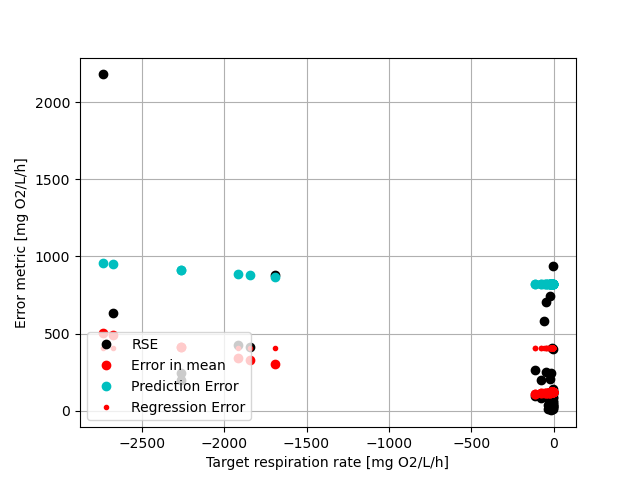 2000
1500
1000
500
0
Error metric [mg O2/L/h]
RSE
Error in mean
Prediction Error
Regression Error
−2500
−2000
−1500
−1000
−500
0
Target respiration rate [mg O2/L/h]